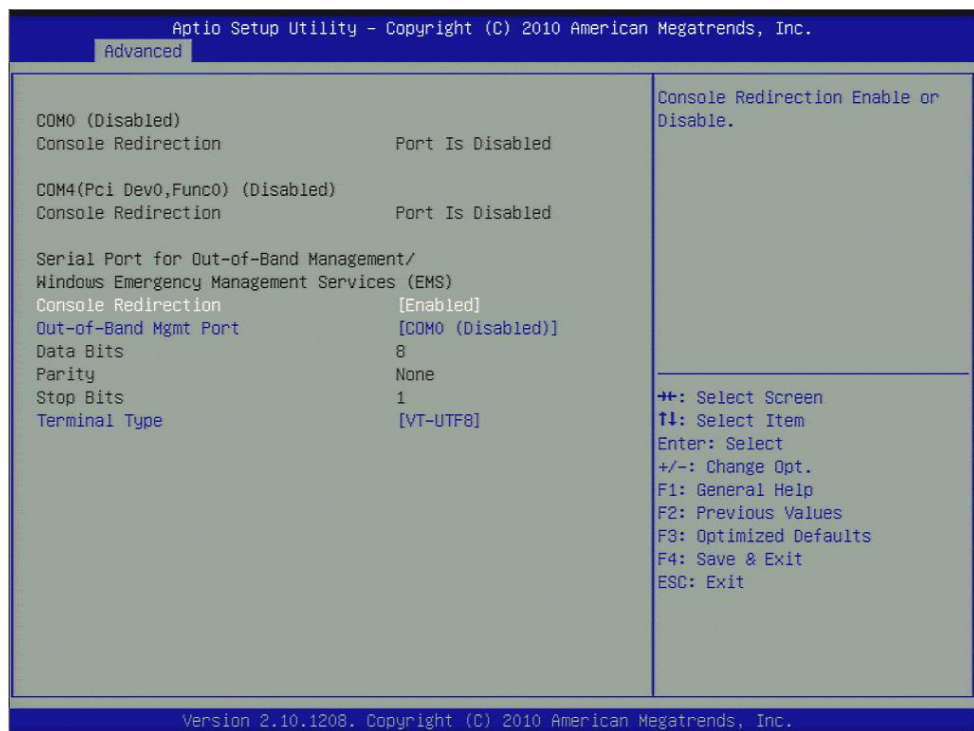 Aptio Setup Utility – Copyright (C) 2010 American Megatrends, Inc.
Advanced
COM0 (Disabled)
Console Redirection Port Is Disabled
COM4(Pci Dev0,Func0) (Disabled)
Console Redirection Port Is Disabled
Serial Port for Out-of-Band Management/
Windows Emergency Management Services (EMS)
Console Redirection [Enabled]
Out-of-Band Mgmt Port [COM0 (Disabled)]
Data Bits 8
Parity None
Stop Bits 1
Terminal Type [VT-UTF8]
Console Redirection Enable or
Disable.
→←: Select Screen
↑↓: Select Item
Enter: Select
+/-: Change Opt.
F1: General Help
F2: Previous Values
F3: Optimized Defaults
F4: Save & Exit
ESC: Exit
Version 2.10.1208. Copyright (C) 2010 American Megatrends, Inc.